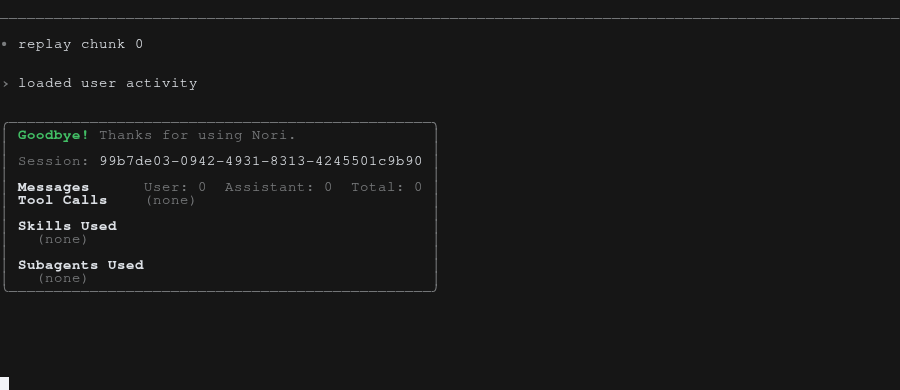 • replay chunk 0
› loaded user activity
Goodbye! Thanks for using Nori.
Session: 99b7de03-0942-4931-8313-4245501c9b90
Messages User: 0 Assistant: 0 Total: 0
Tool Calls (none)
Skills Used
(none)
Subagents Used
(none)